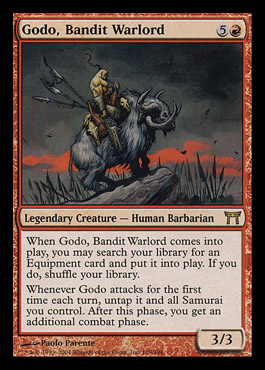 Godo, Bandit Warlord 5
Legendary Creature — Human Barbarian
When Godo, Bandit Warlord comes into
play, you may search your library for an
Equipment card and put it into play. If you
do, shuffle your library.
Whenever Godo attacks for the first
time each turn, untap it and all Samurai
you control. After this phase, you get an
additional combat phase.
Paolo Parente
3/3